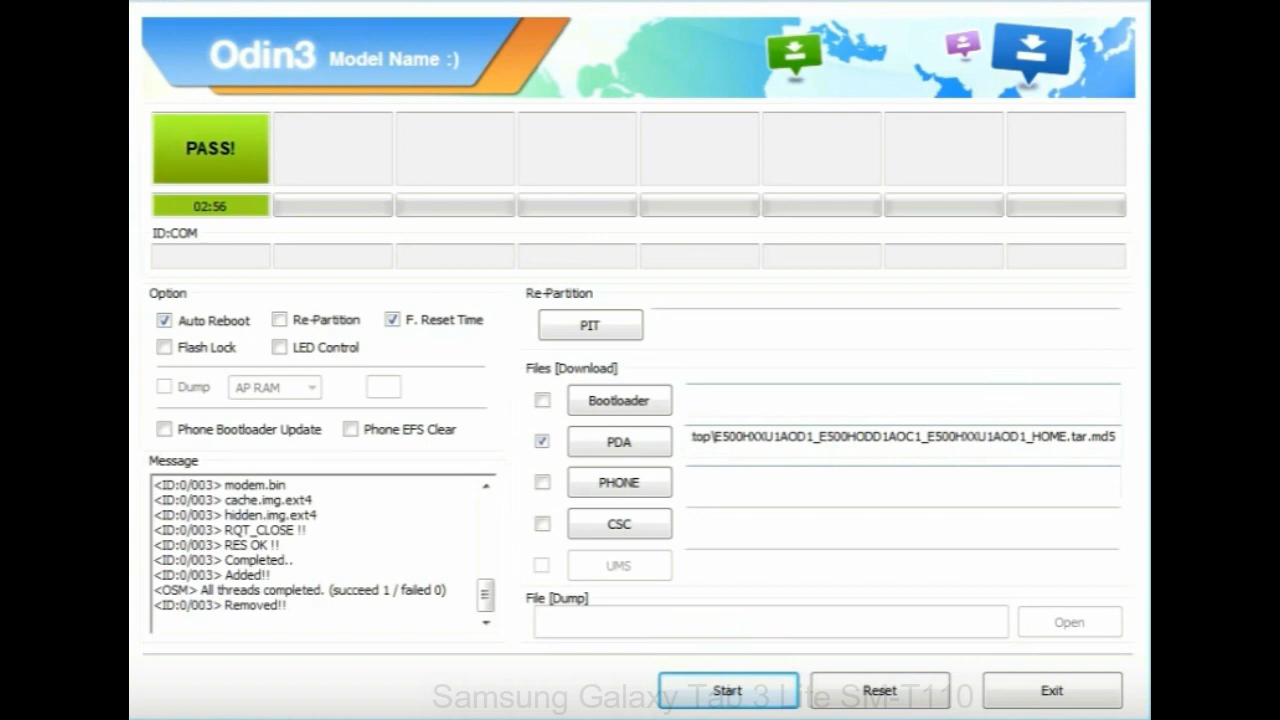 Odin3 Model Name :)
PASS!
02:56
ID:COM
Option
Auto Reboot Re-Partition F. Reset Time
Flash Lock LED Control
Dump AP RAM
Phone Bootloader Update Phone EFS Clear
Message
<ID:0/003> modem.bin
<ID:0/003> cache.img.ext4
<ID:0/003> hidden.img.ext4
<ID:0/003> RQT_CLOSE !!
<ID:0/003> RES OK !!
<ID:0/003> Completed..
<ID:0/003> Added!!
<OSM> All threads completed. (succeed 1 / failed 0)
<ID:0/003> Removed!!
Re-Partition
PIT
Files [Download]
Bootloader
PDA top\E500HXXU1AOD1_E500HODD1AOC1_E500HXXU1AOD1_HOME.tar.md5
PHONE
CSC
UMS
File [Dump]
Open
Start Reset Exit
Samsung Galaxy Tab 3 Lite SM-T110